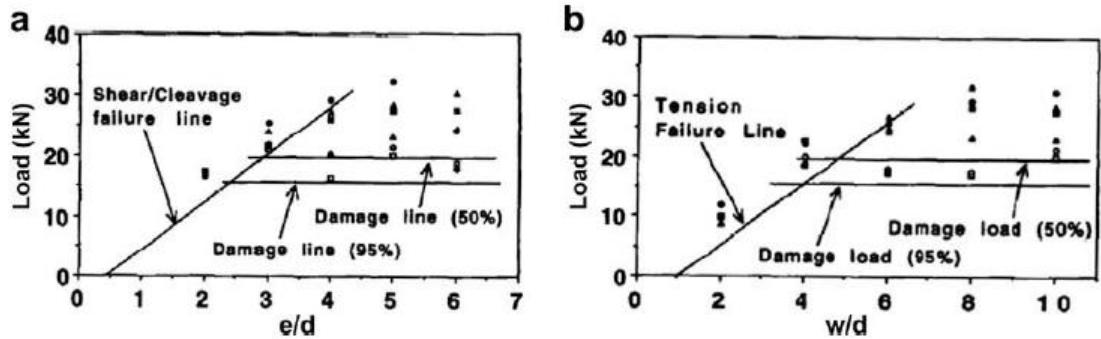 a
40
30
20
10
0
Load (kN)
Shear/Cleavage
failure line
Damage line (50%)
Damage line (95%)
0 1 2 3 4 5 6 7
e/d
b
40
30
20
10
0
Load (kN)
Tension
Failure Line
Damage load (50%)
Damage load (95%)
0 2 4 6 8 10
w/d